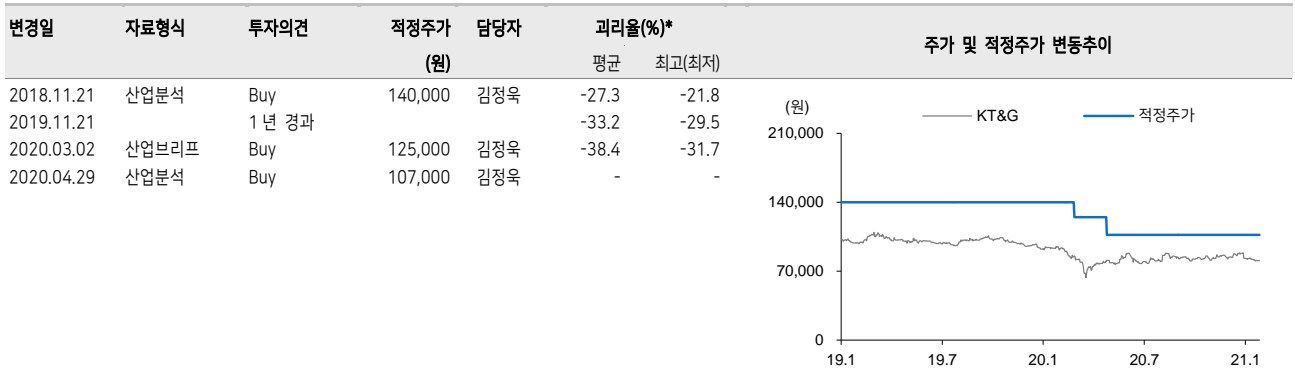 변경일 자료형식 투자의견 적정주가 담당자 괴리율(%)* 주가 및 적정주가 변동추이
(원) 평균 최고(최저)
2018.11.21 산업분석 Buy 140,000 김정욱 -27.3 -21.8
2019.11.21 1년 경과 -33.2 -29.5
2020.03.02 산업브리프 Buy 125,000 김정욱 -38.4 -31.7
2020.04.29 산업분석 Buy 107,000 김정욱 - -
(원) KT&G 적정주가
210,000
140,000
70,000
0
19.1 19.7 20.1 20.7 21.1